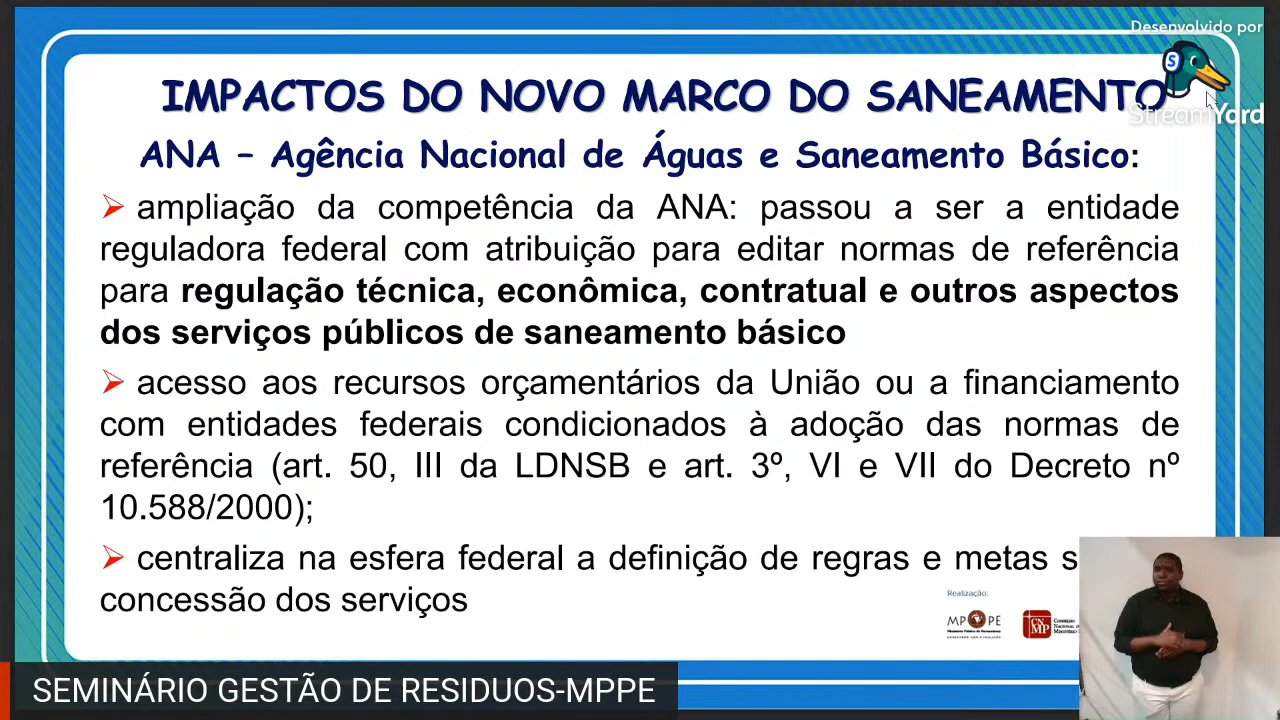 Desenvolvido por
StreamYard
IMPACTOS DO NOVO MARCO DO SANEAMENTO
ANA – Agência Nacional de Águas e Saneamento Básico:
ampliação da competência da ANA: passou a ser a entidade
reguladora federal com atribuição para editar normas de referência
para regulação técnica, econômica, contratual e outros aspectos
dos serviços públicos de saneamento básico
acesso aos recursos orçamentários da União ou a financiamento
com entidades federais condicionados à adoção das normas de
referência (art. 50, III da LDNSB e art. 3º, VI e VII do Decreto nº
10.588/2000);
centraliza na esfera federal a definição de regras e metas s
concessão dos serviços
Realização:
MPPE
Ministério Público de Pernambuco
CNMP
SEMINÁRIO GESTÃO DE RESIDUOS-MPPE